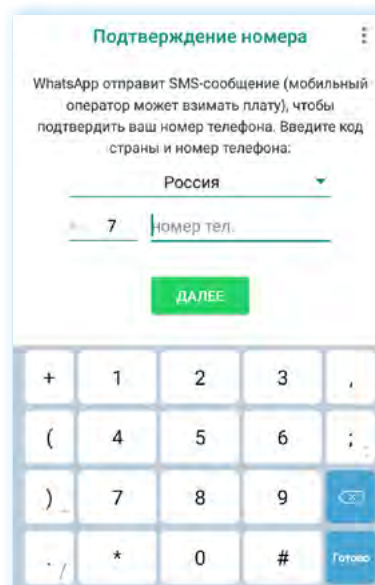 Подтверждение номера
WhatsApp отправит SMS-сообщение (мобильный
оператор может взимать плату), чтобы
подтвердить ваш номер телефона. Введите код
страны и номер телефона:
Россия
+ 7 номер тел.
ДАЛЕЕ
+ 1 2 3 ,
( 4 5 6 ;
) 7 8 9
. / * 0 # Готово